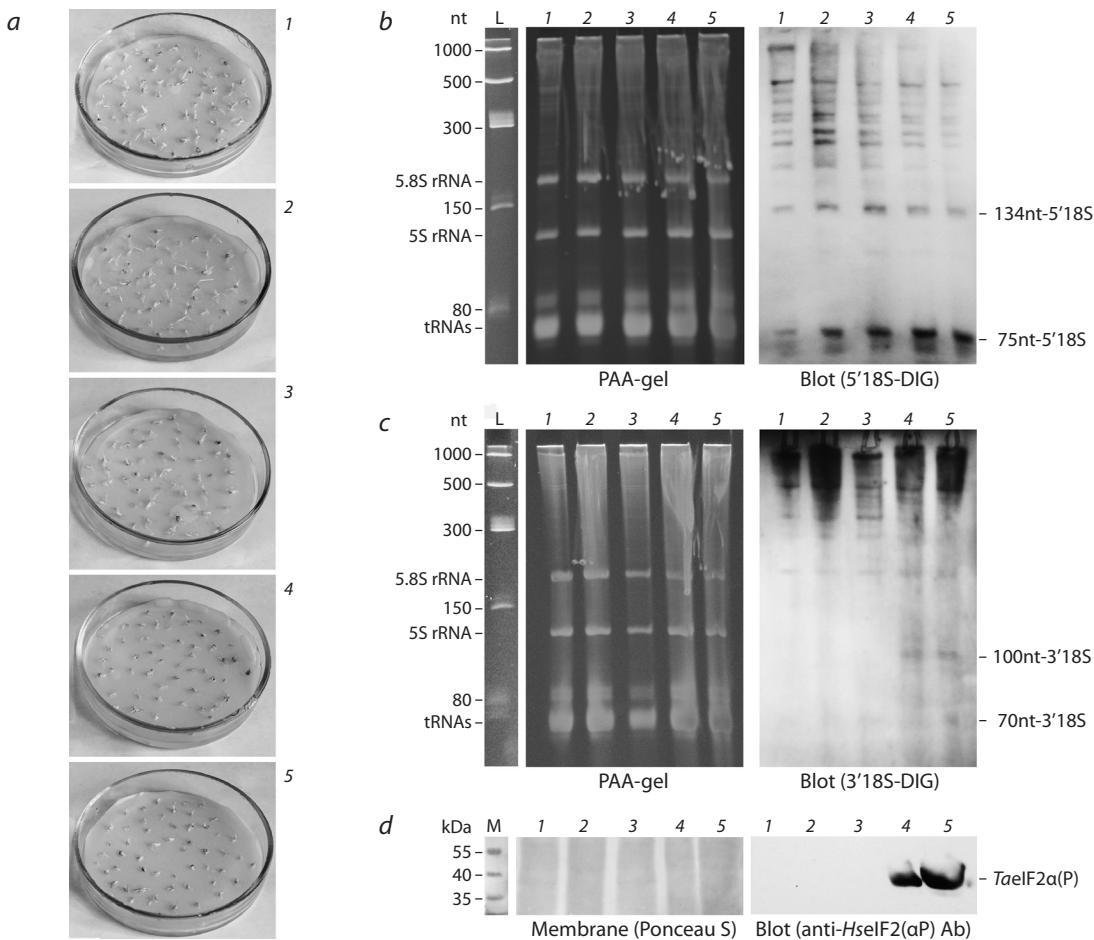 a
1
2
3
4
5
b
nt L 1 2 3 4 5 1 2 3 4 5
1000
500
300
5.8S rRNA
150
5S rRNA
80
tRNAs
134nt-5′18S
75nt-5′18S
PAA-gel Blot (5′18S-DIG)
c
nt L 1 2 3 4 5 1 2 3 4 5
1000
500
300
5.8S rRNA
150
5S rRNA
80
tRNAs
100nt-3′18S
70nt-3′18S
PAA-gel Blot (3′18S-DIG)
d
kDa M 1 2 3 4 5 1 2 3 4 5
55
40
35
TaeIF2α(P)
Membrane (Ponceau S) Blot (anti-HseIF2(αP) Ab)